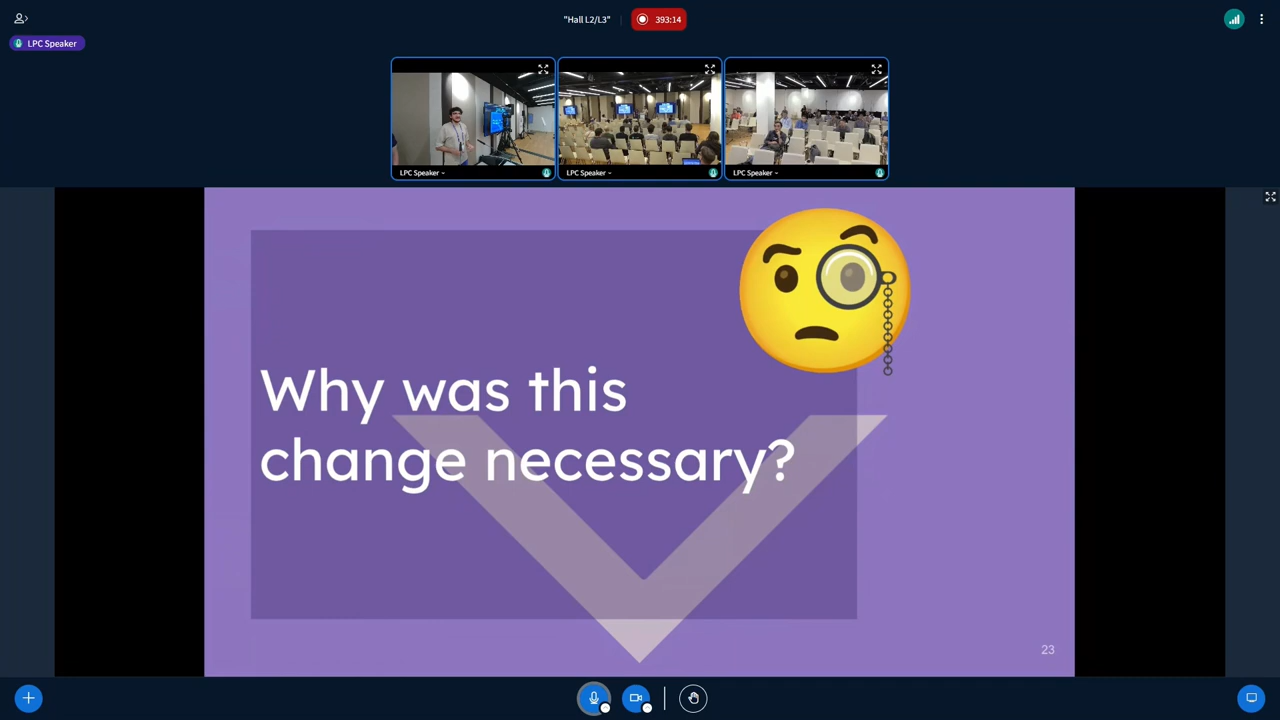 "Hall L2/L3"
393:14
LPC Speaker
LPC Speaker
LPC Speaker
LPC Speaker
Why was this
change necessary?
23